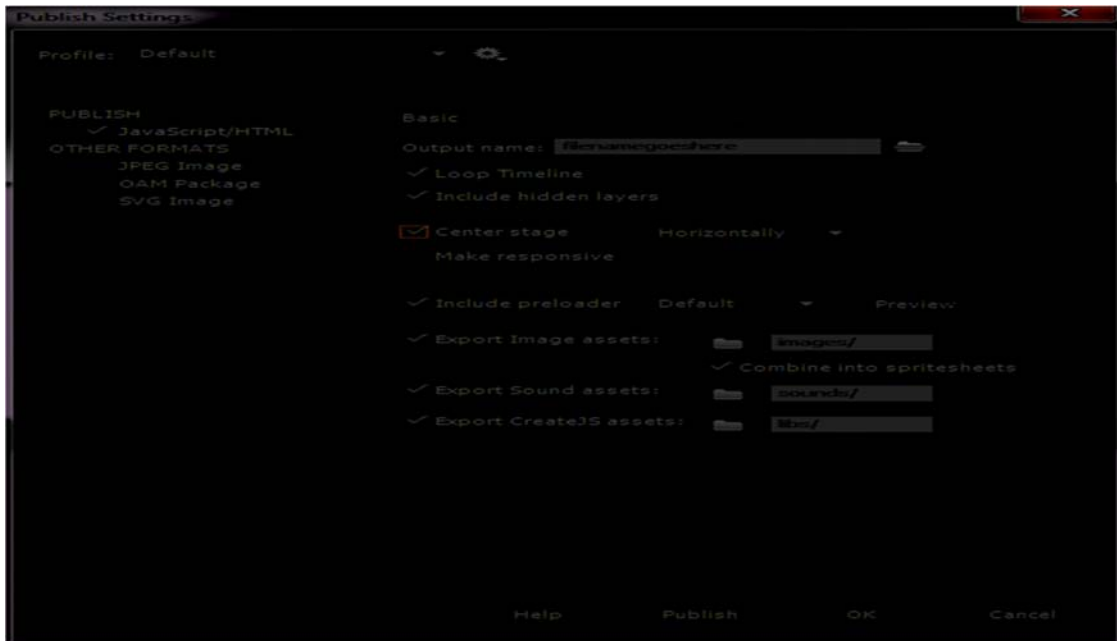 Publish Settings
Profile: Default
PUBLISH
JavaScript/HTML
OTHER FORMATS
JPEG Image
OAM Package
SVG Image
Basic
Output name: filenamegoeshere
Loop Timeline
Include hidden layers
Center stage Horizontally
Make responsive
Include preloader Default Preview
Export Image assets: images/
Combine into spritesheets
Export Sound assets: sounds/
Export CreateJS assets: libs/
Help Publish OK Cancel